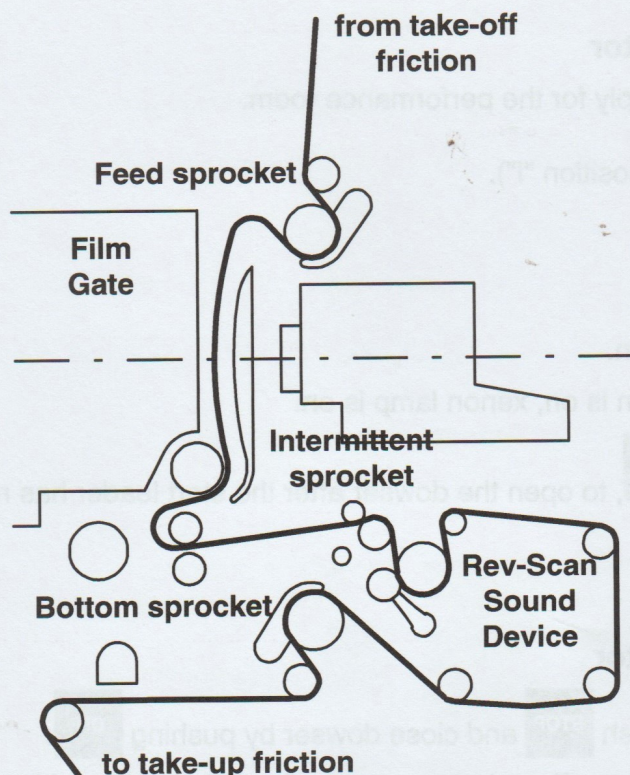 from take-off
friction
Feed sprocket
Film
Gate
Intermittent
sprocket
Rev-Scan
Sound
Device
Bottom sprocket
to take-up friction